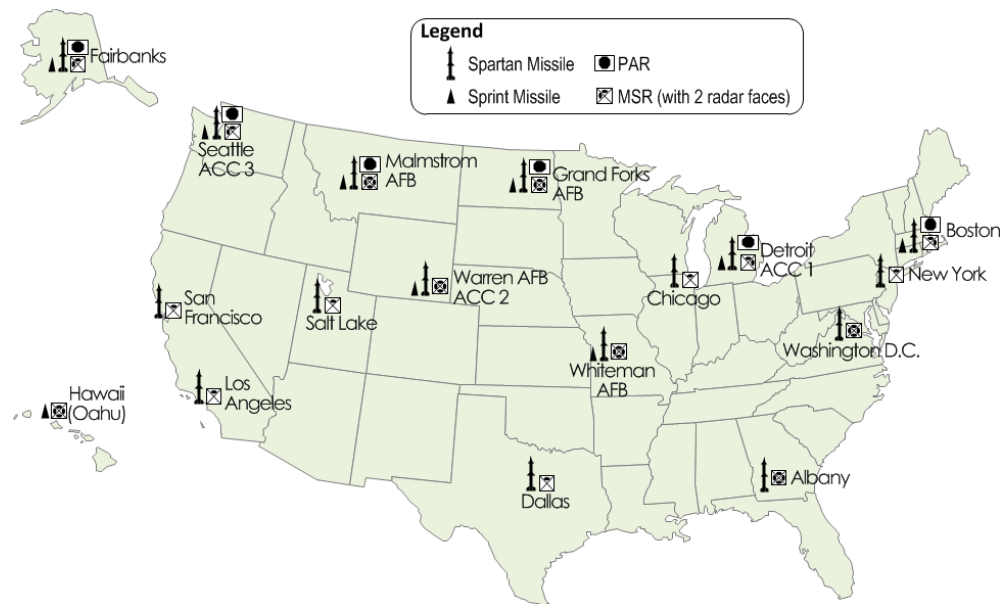 Legend
Spartan Missile
PAR
Sprint Missile
MSR (with 2 radar faces)
Fairbanks
Seattle
ACC 3
Malmstrom
AFB
Grand Forks
AFB
Boston
Detroit
ACC 1
New York
Chicago
Warren AFB
ACC 2
San
Francisco
Salt Lake
Washington D.C.
Whiteman
AFB
Los
Angeles
Hawaii
(Oahu)
Dallas
Albany